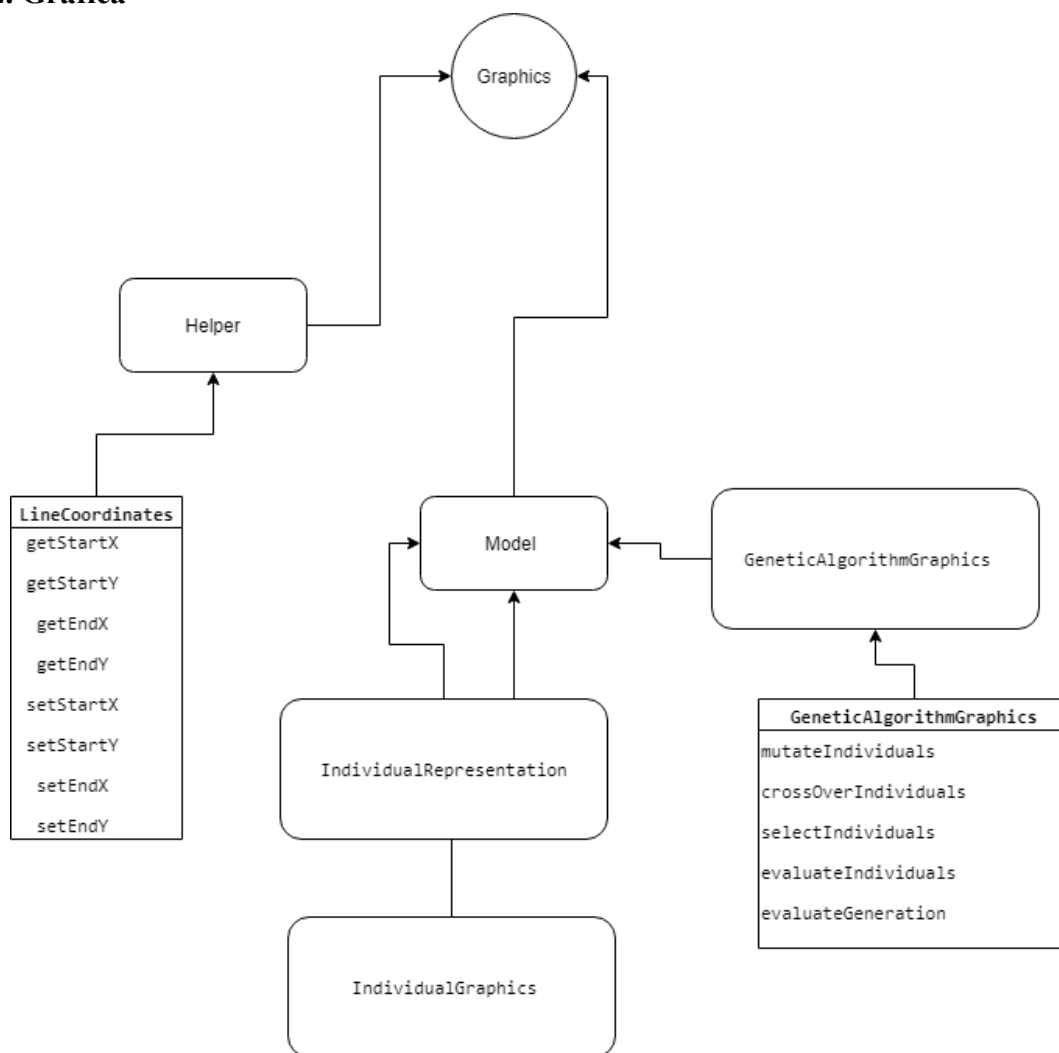 Grafica
Graphics
Helper
LineCoordinates
getStartX
getStartY
getEndX
getEndY
setStartX
setStartY
setEndX
setEndY
Model
GeneticAlgorithmGraphics
IndividualRepresentation
GeneticAlgorithmGraphics
mutateIndividuals
crossOverIndividuals
selectIndividuals
evaluateIndividuals
evaluateGeneration
IndividualGraphics